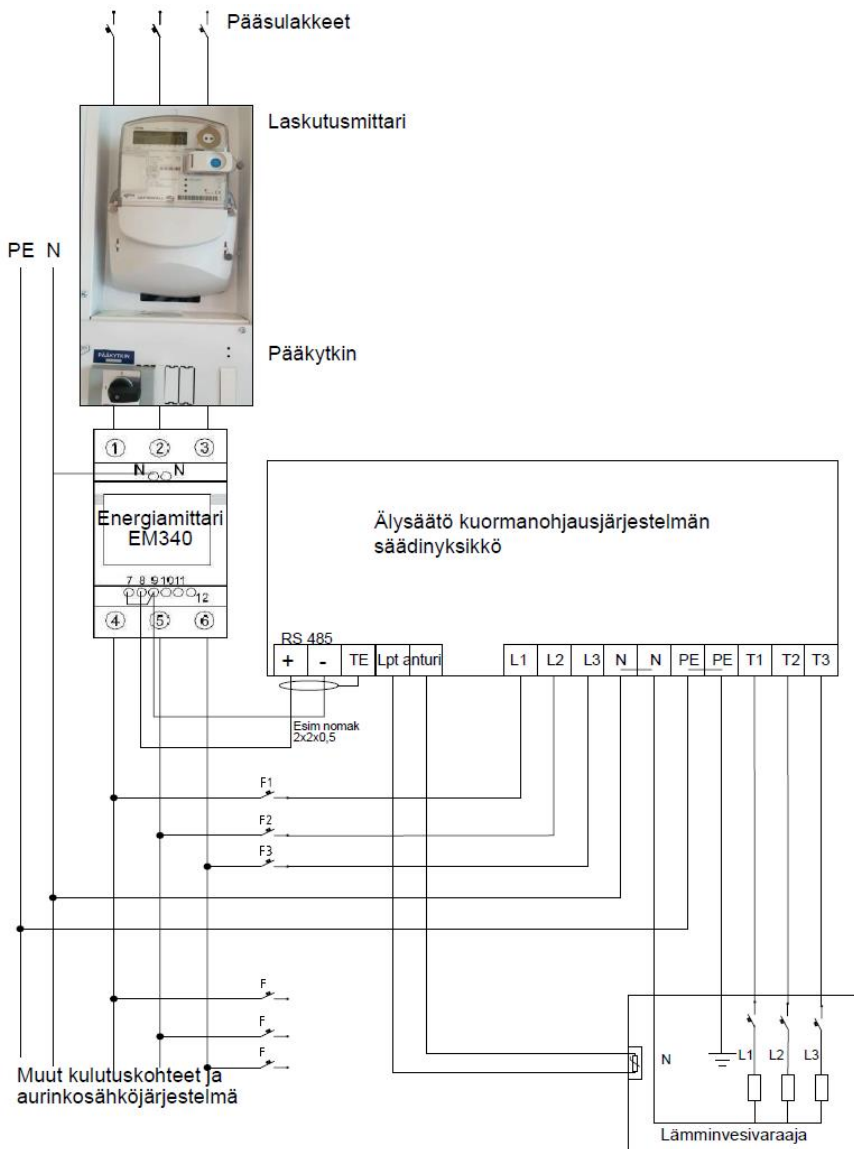 Pääsulakkeet
Laskutusmittari
PE N
PÄÄKYTKIN
Pääkytkin
1 2 3
N N
Energiamittari
EM340
7 8 9 10 11
12
4 5 6
Älysäätö kuormanohjausjärjestelmän
säädinyksikkö
RS 485
+ - TE Lpt anturi L1 L2 L3 N N PE PE T1 T2 T3
Esim nomak
2x2x0,5
F1
F2
F3
F
F
F
N L1 L2 L3
Muut kulutuskohteet ja
aurinkosähköjärjestelmä
Lämminvesivaraaja